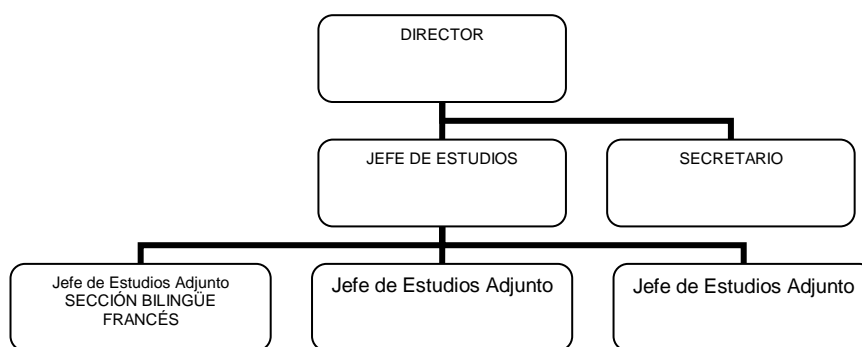 DIRECTOR
JEFE DE ESTUDIOS
SECRETARIO
Jefe de Estudios Adjunto
SECCIÓN BILINGÜE
FRANCÉS
Jefe de Estudios Adjunto
Jefe de Estudios Adjunto